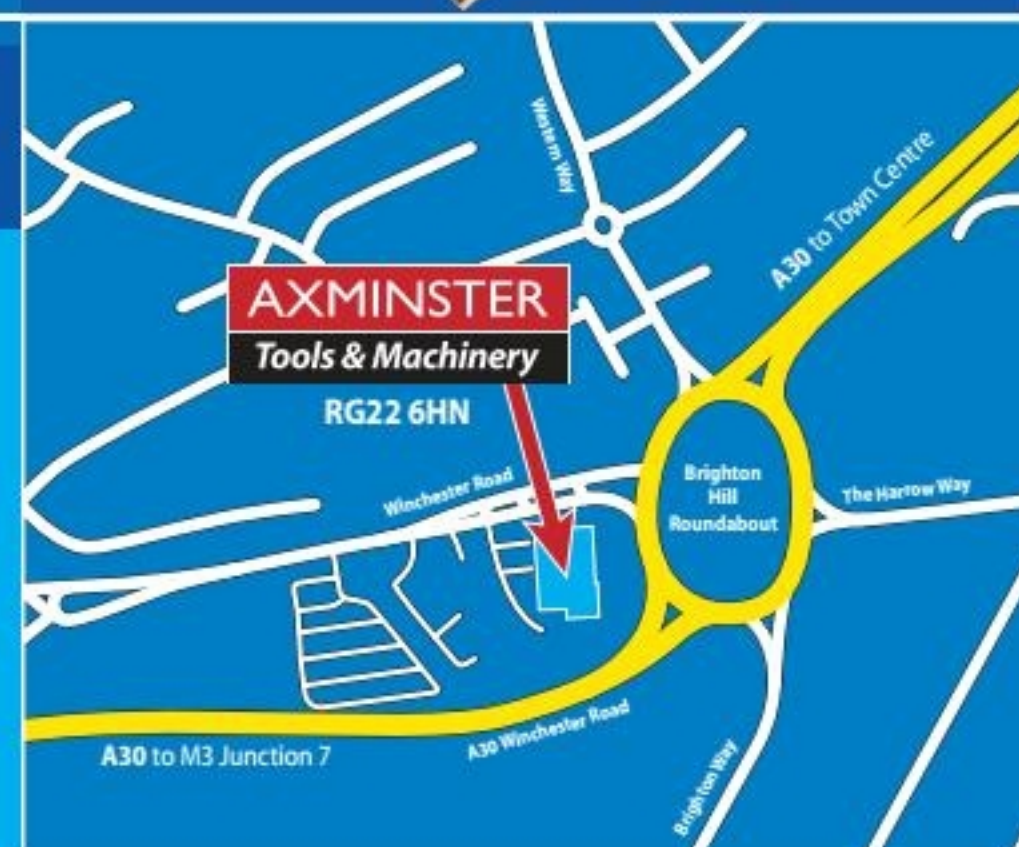 Western Way
A30 to Town Centre
AXMINSTER
Tools & Machinery
RG22 6HN
Winchester Road
Brighton
Hill
Roundabout
The Harrow Way
A30 Winchester Road
A30 to M3 Junction 7
Brighton Way